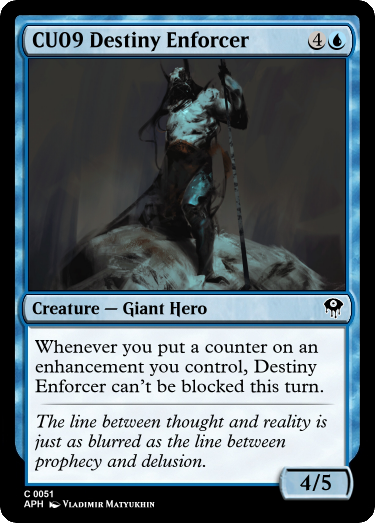 CU09 Destiny Enforcer 4
Creature — Giant Hero
Whenever you put a counter on an
enhancement you control, Destiny
Enforcer can't be blocked this turn.
The line between thought and reality is
just as blurred as the line between
prophecy and delusion.
4/5
C 0051
APH Vladimir Matyukhin